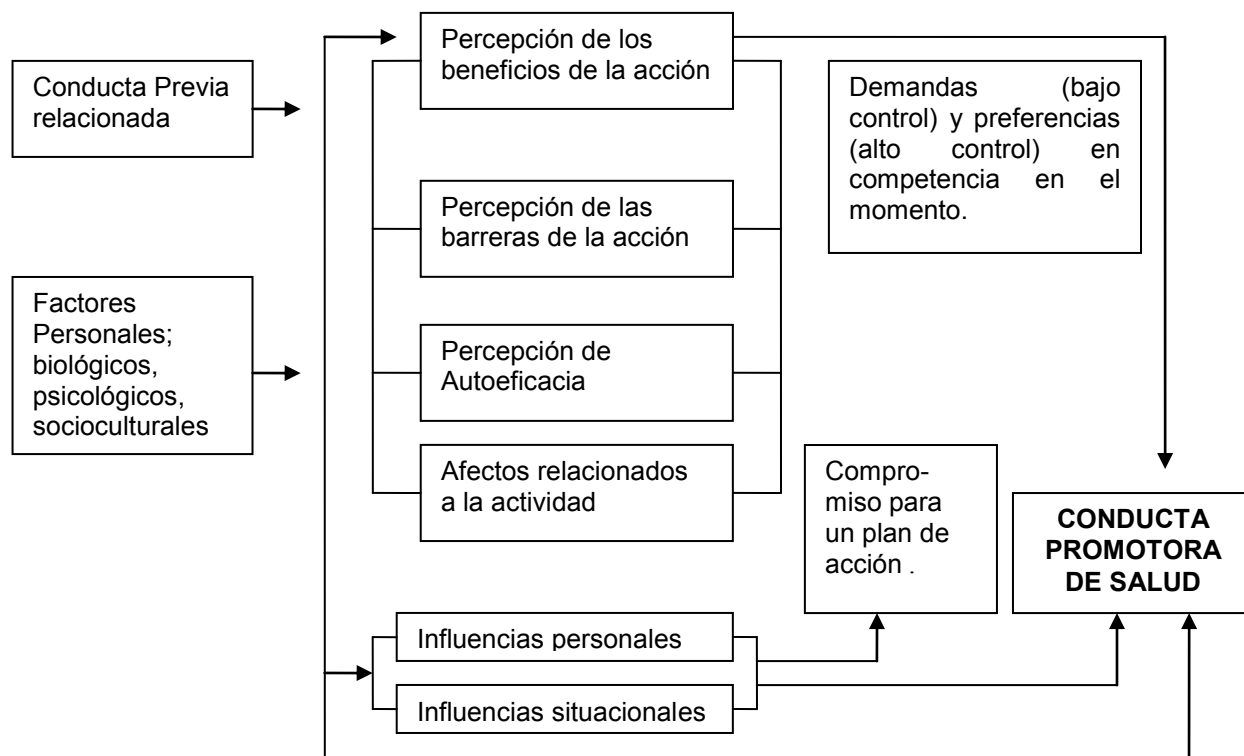 Conducta Previa
relacionada
Factores
Personales;
biológicos,
psicológicos,
socioculturales
Percepción de los
beneficios de la acción
Percepción de las
barreras de la acción
Percepción de
Autoeficacia
Afectos relacionados
a la actividad
Influencias personales
Influencias situacionales
Demandas (bajo
control) y preferencias
(alto control) en
competencia en el
momento.
Compro-
miso para
un plan de
acción .
CONDUCTA
PROMOTORA
DE SALUD